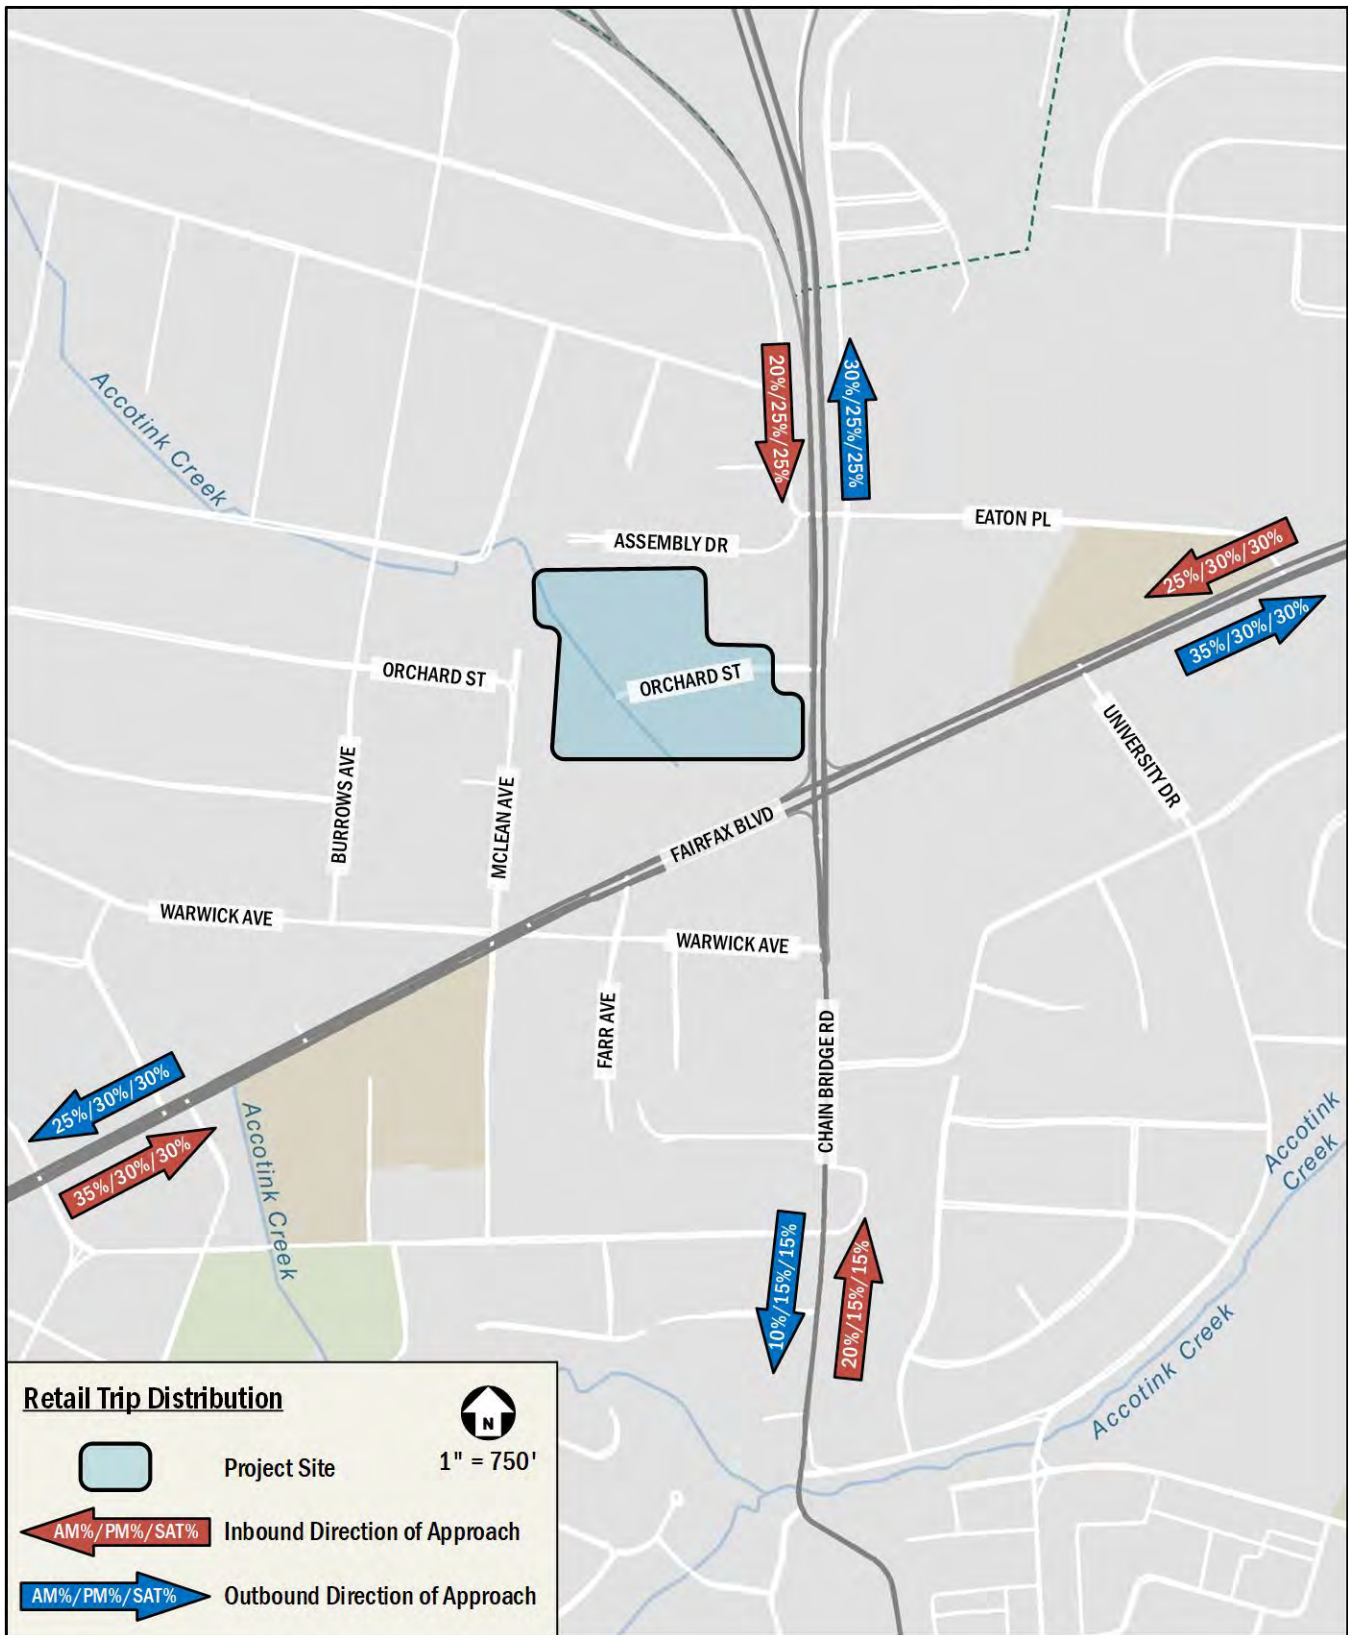 Accotink Creek
20%/25%/25%
30%/25%/25%
EATON PL
ASSEMBLY DR
25%/30%/30%
35%/30%/30%
ORCHARD ST
ORCHARD ST
UNIVERSITY DR
BURROWS AVE
MCLEAN AVE
FAIRFAX BLVD
WARWICK AVE
WARWICK AVE
FARR AVE
CHAIN BRIDGE RD
25%/30%/30%
35%/30%/30%
Accotink Creek
Accotink
Creek
10%/15%/15%
20%/15%/15%
Accotink Creek
Retail Trip Distribution
N
1" = 750'
Project Site
AM%/PM%/SAT%
Inbound Direction of Approach
AM%/PM%/SAT%
Outbound Direction of Approach